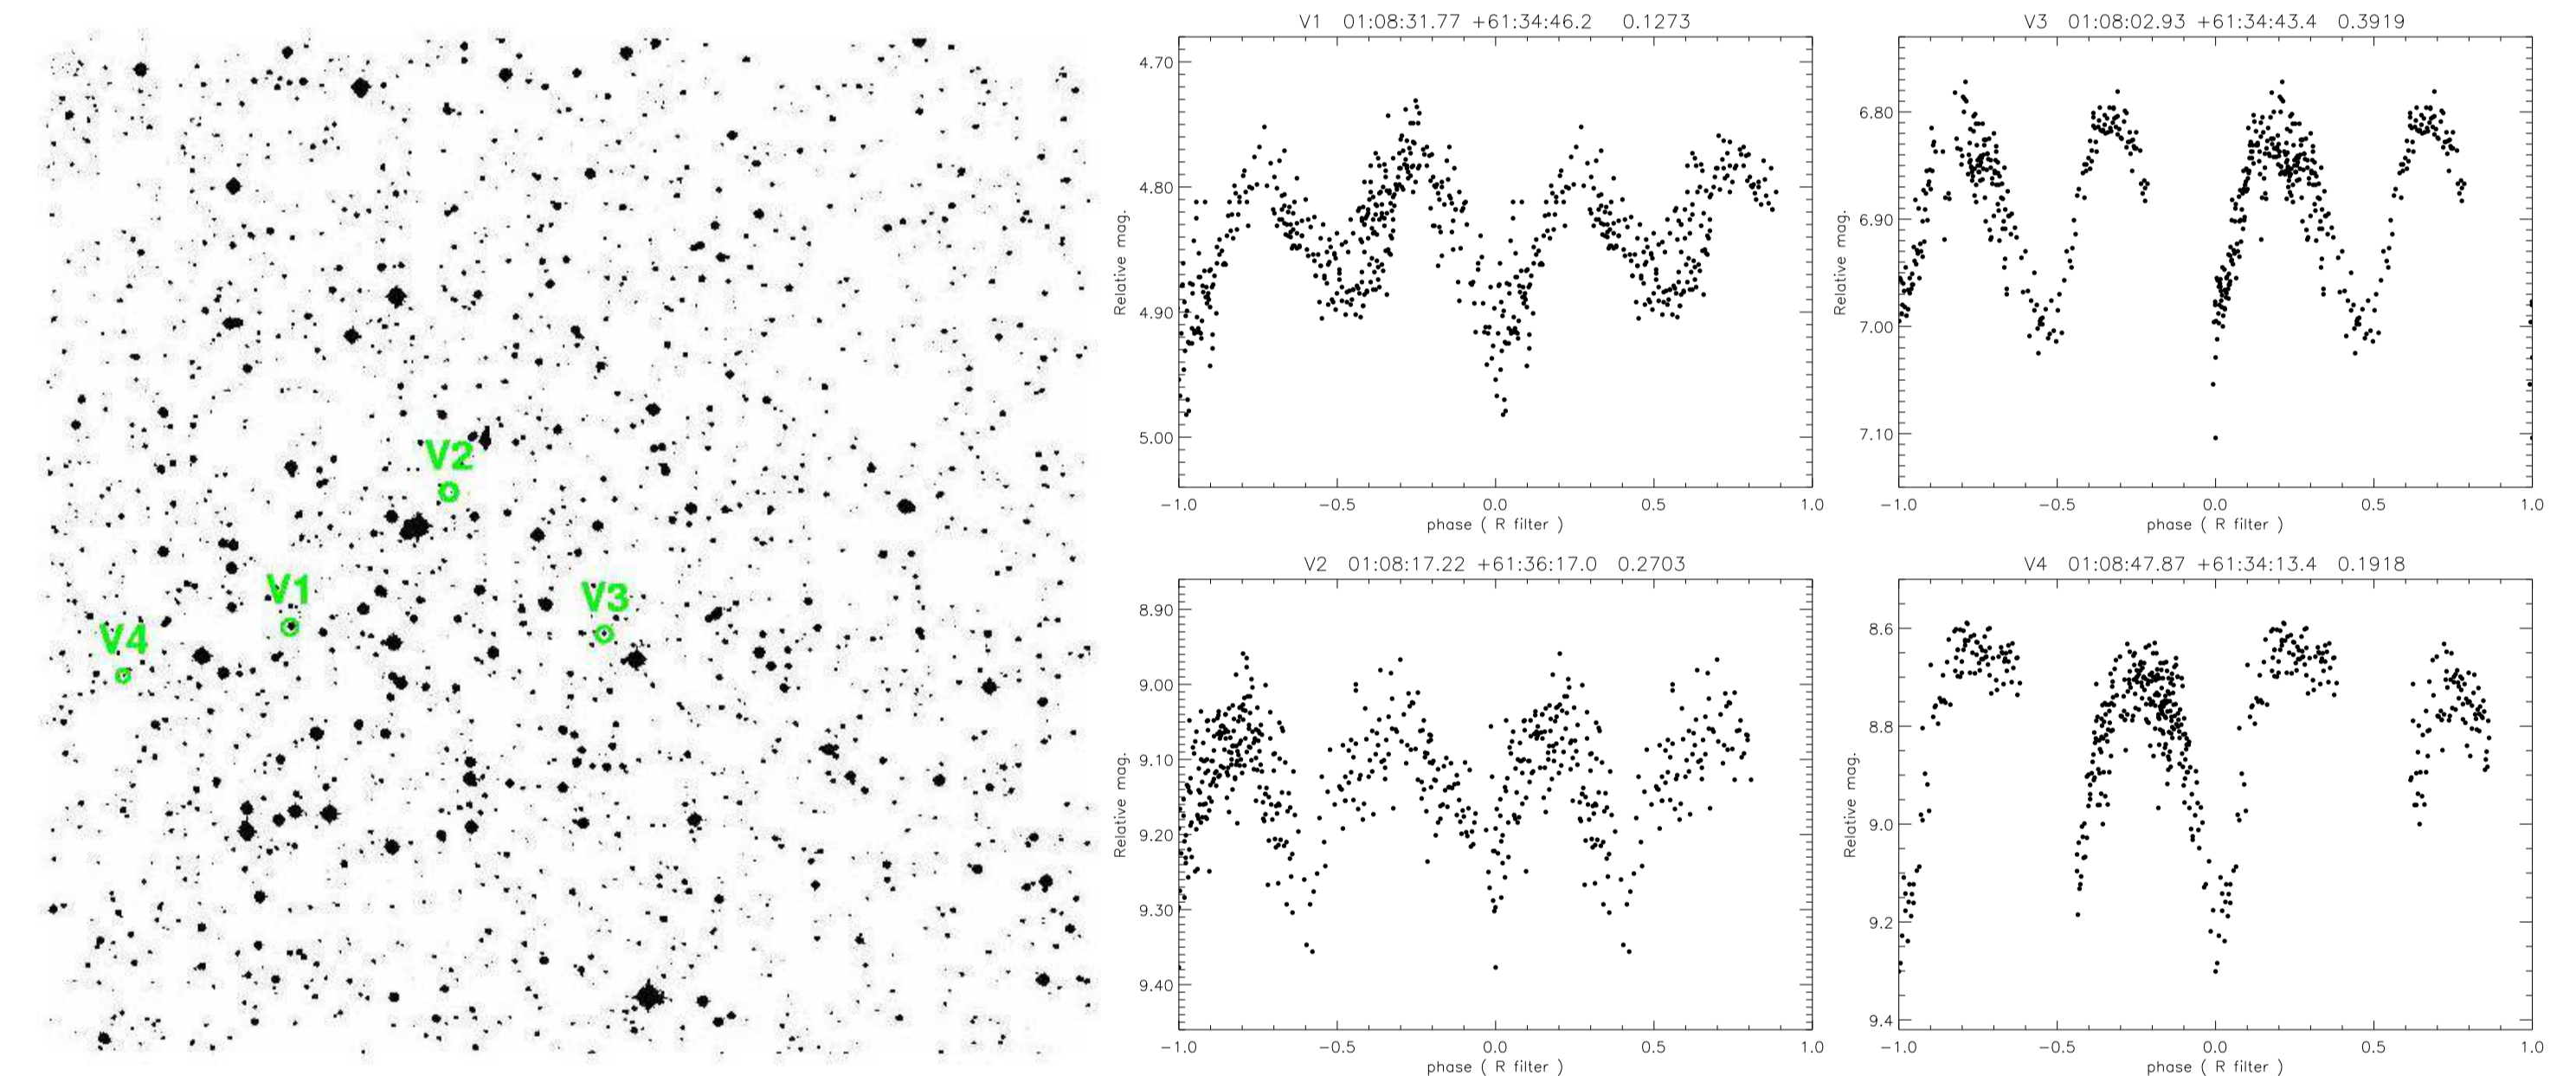 V2
V1
V3
V4
V1 01:08:31.77 +61:34:46.2 0.1273
4.70
4.80
4.90
5.00
Relative mag.
-1.0 -0.5 0.0 0.5 1.0
phase ( R filter )
V3 01:08:02.93 +61:34:43.4 0.3919
6.80
6.90
7.00
7.10
Relative mag.
-1.0 -0.5 0.0 0.5 1.0
phase ( R filter )
V2 01:08:17.22 +61:36:17.0 0.2703
8.90
9.00
9.10
9.20
9.30
9.40
Relative mag.
-1.0 -0.5 0.0 0.5 1.0
phase ( R filter )
V4 01:08:47.87 +61:34:13.4 0.1918
8.6
8.8
9.0
9.2
9.4
Relative mag.
-1.0 -0.5 0.0 0.5 1.0
phase ( R filter )